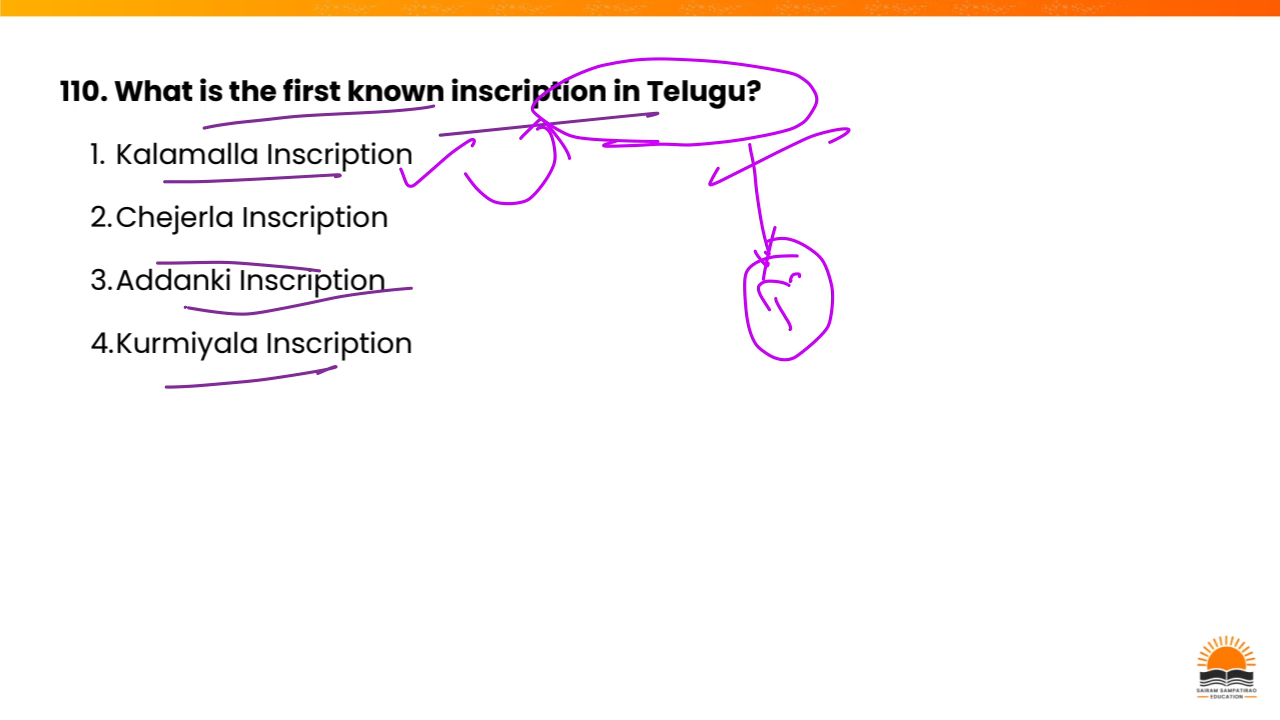 110. What is the first known inscription in Telugu?
1. Kalamalla Inscription
2. Chejerla Inscription
3. Addanki Inscription
4. Kurmiyala Inscription
SAIRAM SAMPATIRAO
EDUCATION